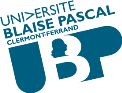 UNIVERSITE
BLAISE PASCAL
CLERMONT-FERRAND
UBP